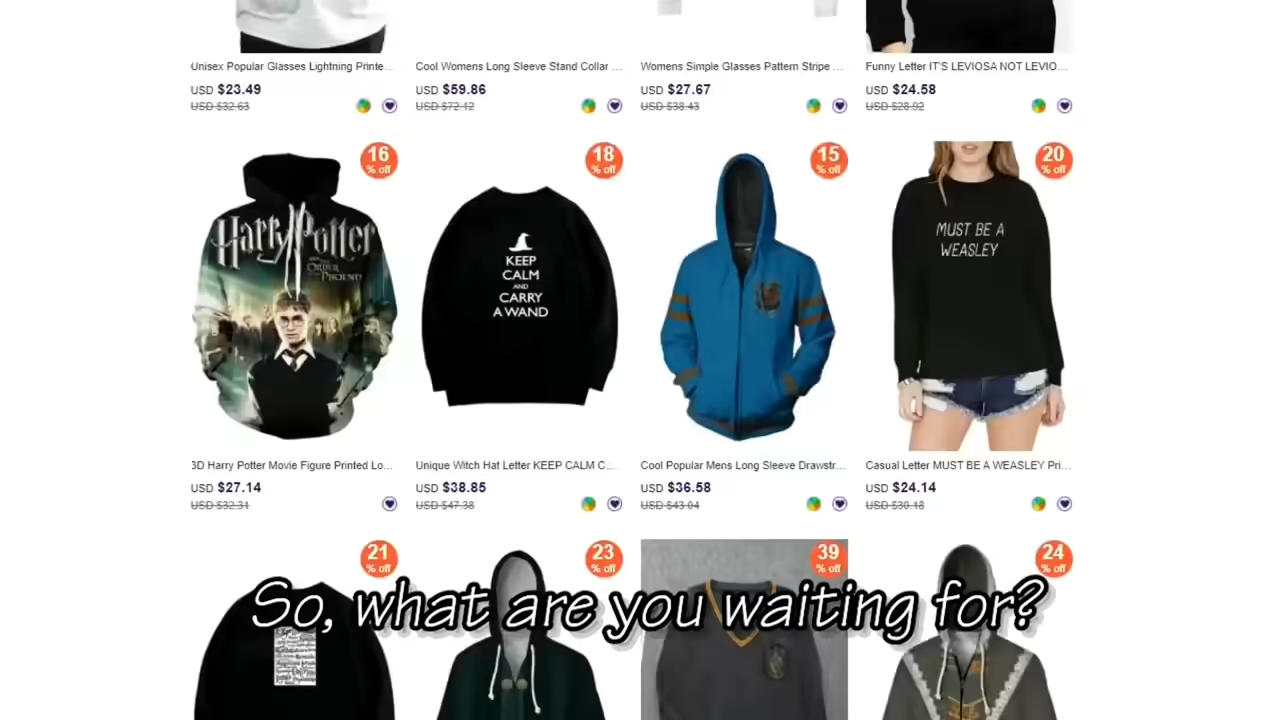 Unisex Popular Glasses Lightning Printe...
Cool Womens Long Sleeve Stand Collar ...
Womens Simple Glasses Pattern Stripe ...
Funny Letter IT'S LEVIOSA NOT LEVIO...
USD $23.49
USD $59.86
USD $27.67
USD $24.58
USD $32.63
USD $72.12
USD $38.43
USD $28.92
16
% off
18
% off
15
% off
20
% off
Harry Potter
AND THE
ORDER
OF THE
PHOENIX
KEEP
CALM
AND
CARRY
A WAND
MUST BE A
WEASLEY
3D Harry Potter Movie Figure Printed Lo...
Unique Witch Hat Letter KEEP CALM C...
Cool Popular Mens Long Sleeve Drawstr...
Casual Letter MUST BE A WEASLEY Pri...
USD $27.14
USD $38.85
USD $36.58
USD $24.14
USD $32.31
USD $47.38
USD $43.04
USD $30.18
21
% off
23
% off
39
% off
24
% off
So, what are you waiting for?